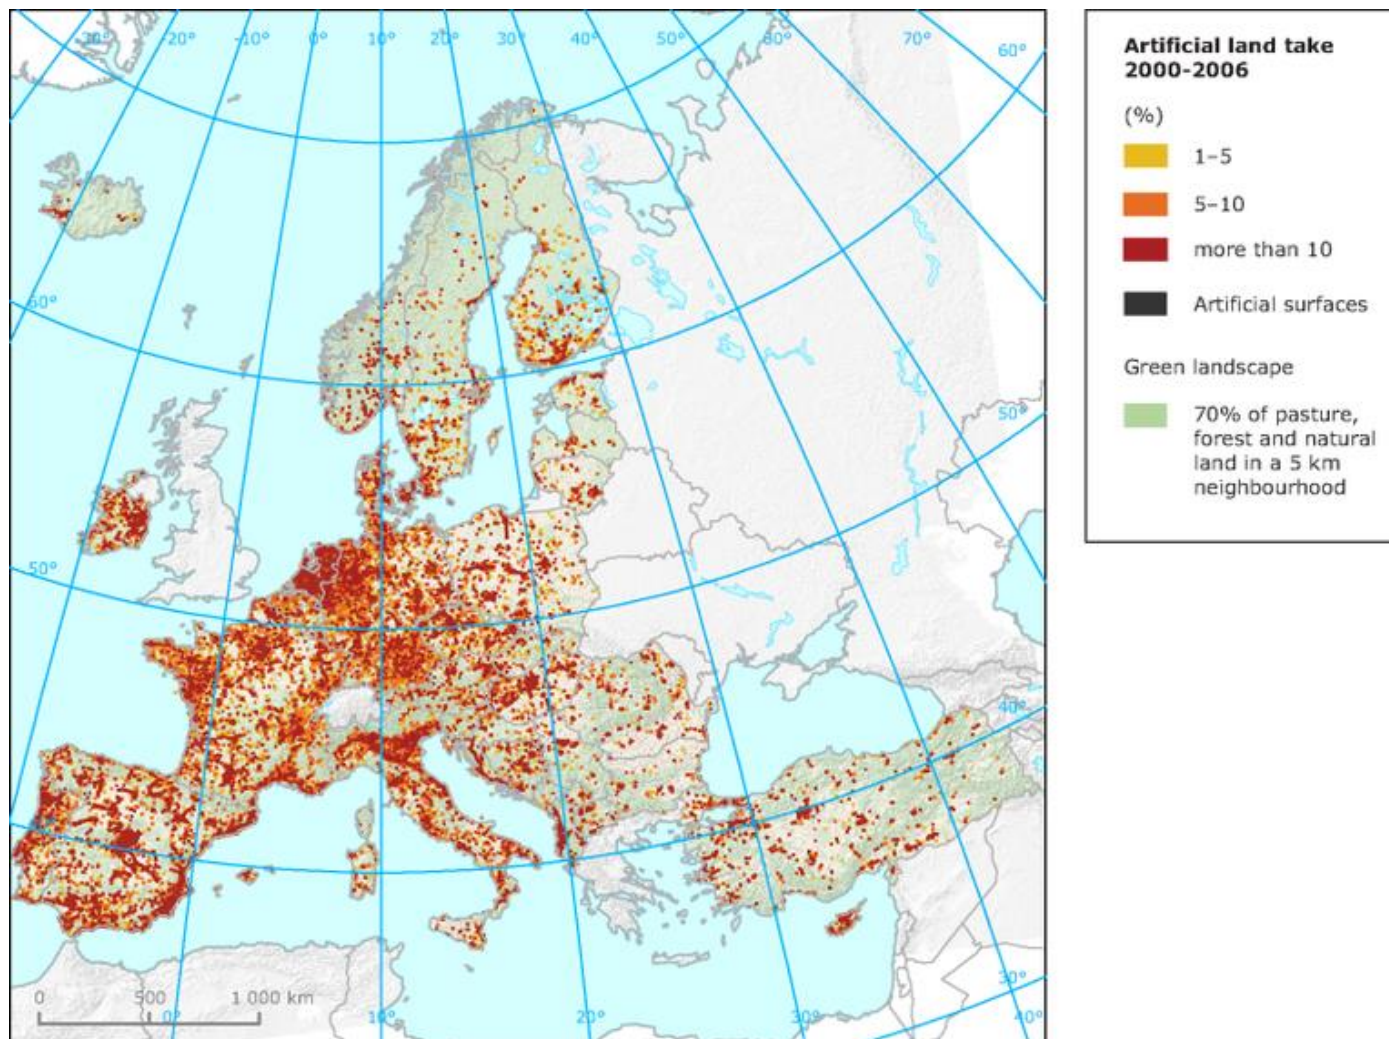 30° 20° 10° 0° 10° 20° 30° 40° 50° 60° 70°
60°
60°
50°
50°
40°
0 500 1 000 km
0° 10° 20° 30° 40°
30°
Artificial land take
2000-2006
(%)
1–5
5–10
more than 10
Artificial surfaces
Green landscape
70% of pasture,
forest and natural
land in a 5 km
neighbourhood